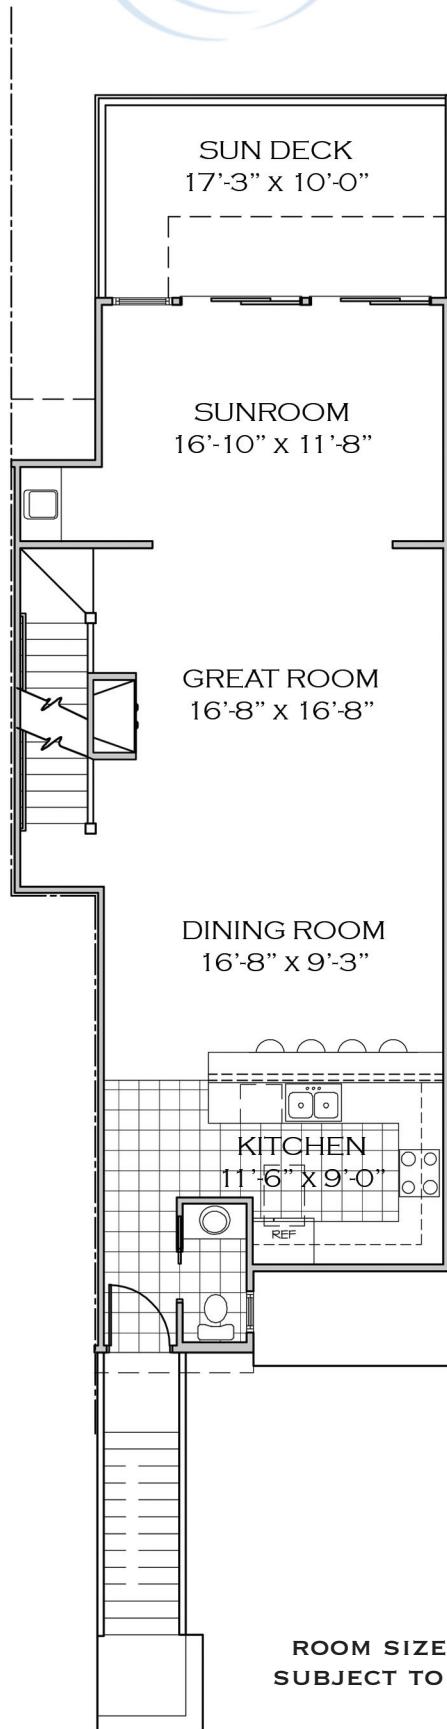 SUN DECK
17'-3" X 10'-0"
SUNROOM
16'-10" X 11'-8"
GREAT ROOM
16'-8" X 16'-8"
DINING ROOM
16'-8" X 9'-3"
KITCHEN
11'-6" X 9'-0"
REF
ROOM SIZE
SUBJECT TO